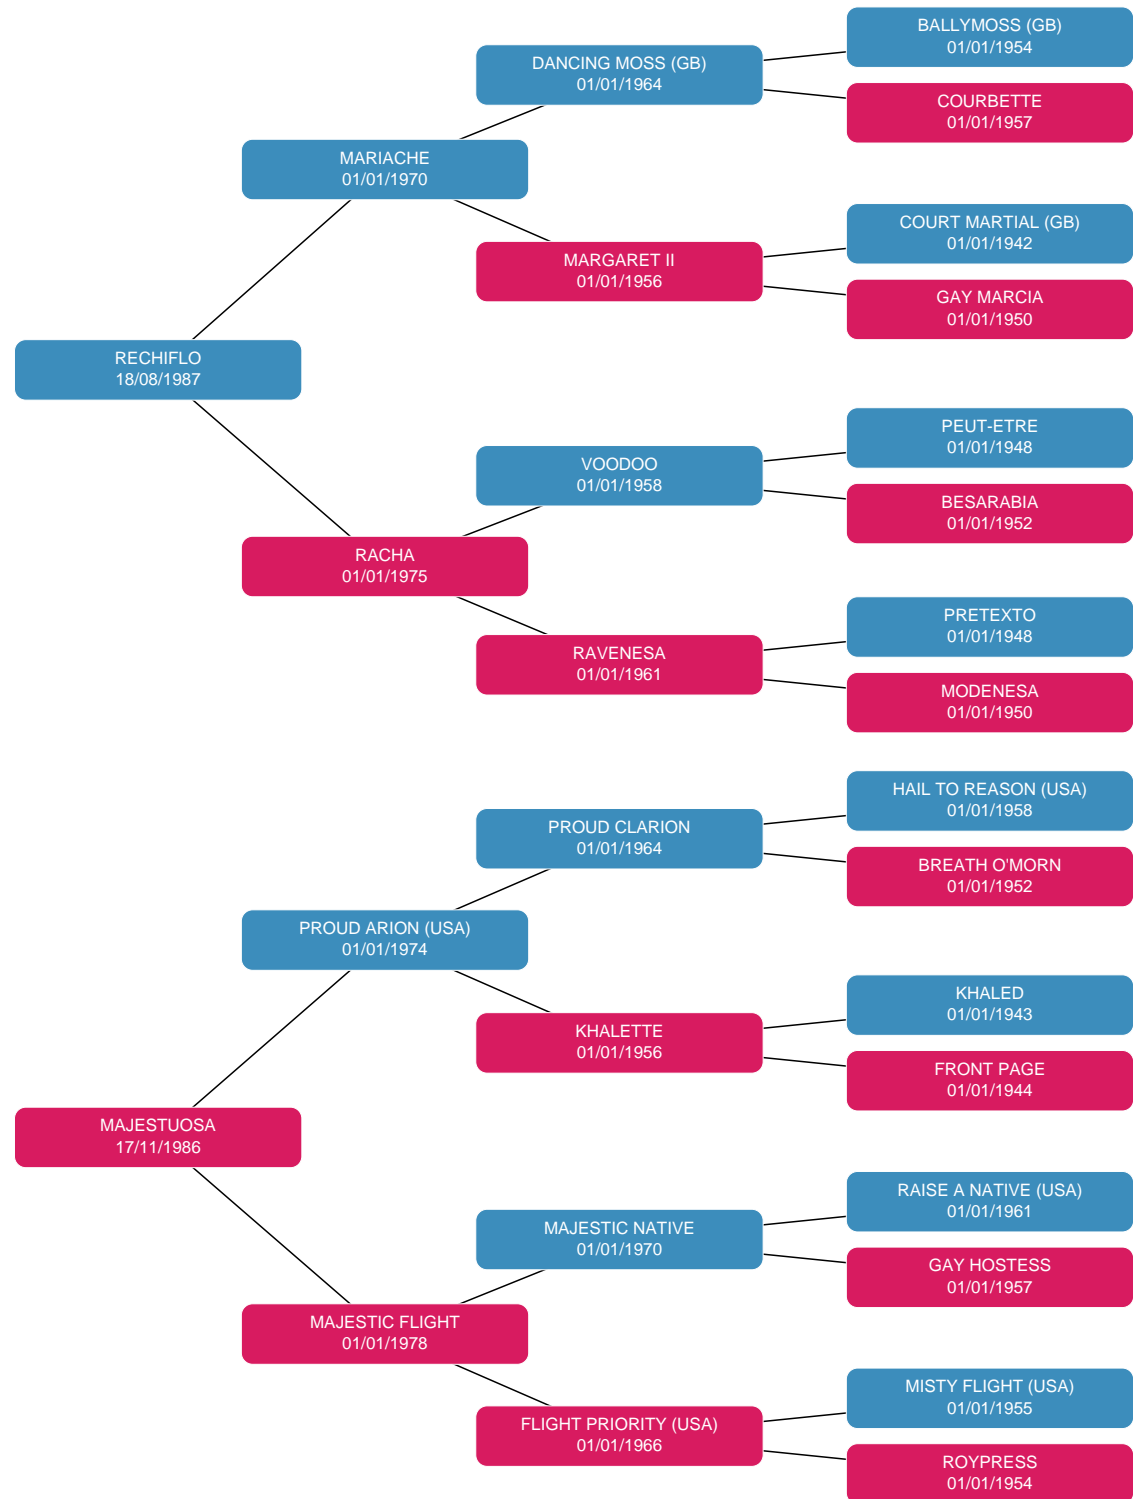 BALLYMOSS (GB)
01/01/1954
DANCING MOSS (GB)
01/01/1964
COURBETTE
01/01/1957
MARIACHE
01/01/1970
COURT MARTIAL (GB)
01/01/1942
MARGARET II
01/01/1956
GAY MARCIA
01/01/1950
RECHIFLO
18/08/1987
PEUT-ETRE
01/01/1948
VOODOO
01/01/1958
BESARABIA
01/01/1952
RACHA
01/01/1975
PRETEXTO
01/01/1948
RAVENESA
01/01/1961
MODENESA
01/01/1950
HAIL TO REASON (USA)
01/01/1958
PROUD CLARION
01/01/1964
BREATH O'MORN
01/01/1952
PROUD ARION (USA)
01/01/1974
KHALED
01/01/1943
KHALETTE
01/01/1956
FRONT PAGE
01/01/1944
MAJESTUOSA
17/11/1986
RAISE A NATIVE (USA)
01/01/1961
MAJESTIC NATIVE
01/01/1970
GAY HOSTESS
01/01/1957
MAJESTIC FLIGHT
01/01/1978
MISTY FLIGHT (USA)
01/01/1955
FLIGHT PRIORITY (USA)
01/01/1966
ROYPRESS
01/01/1954